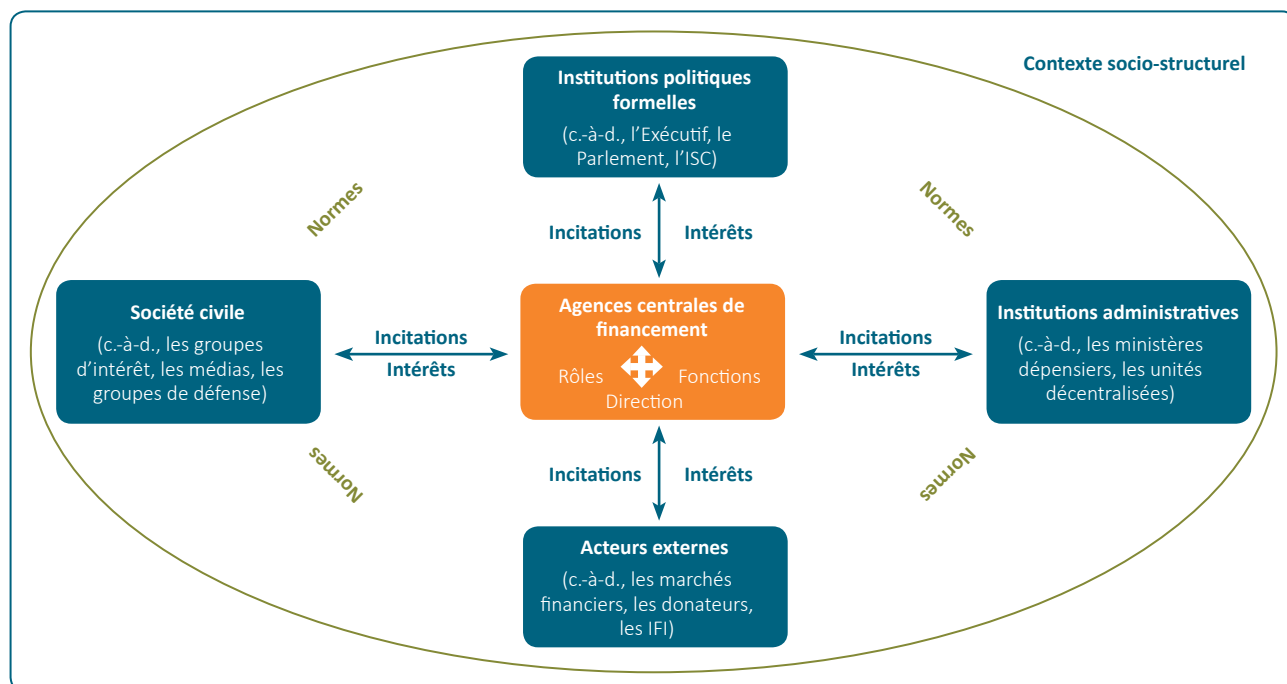 Contexte socio-structurel
Institutions politiques
formelles
(c.-à-d., l’Exécutif, le
Parlement, l’ISC)
Normes
Normes
Incitations
Intérêts
Société civile
(c.-à-d., les groupes
d’intérêt, les médias, les
groupes de défense)
Incitations
Intérêts
Agences centrales de
financement
Rôles
Fonctions
Direction
Incitations
Intérêts
Institutions administratives
(c.-à-d., les ministères
dépensiers, les unités
décentralisées)
Normes
Normes
Incitations
Intérêts
Acteurs externes
(c.-à-d., les marchés
financiers, les donateurs,
les IFI)